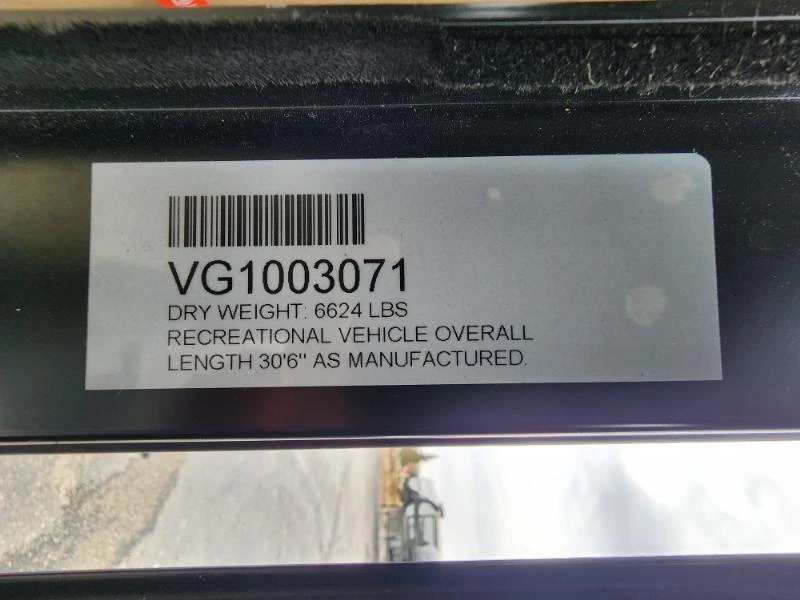 VG1003071
DRY WEIGHT: 6624 LBS
RECREATIONAL VEHICLE OVERALL
LENGTH 30'6" AS MANUFACTURED.